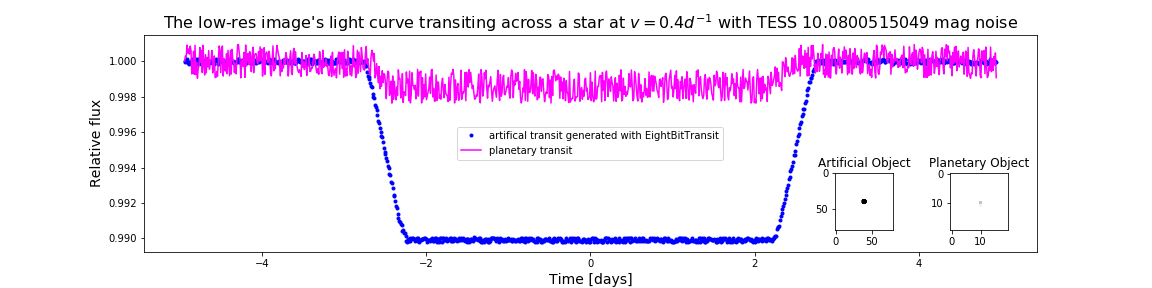 The low-res image's light curve transiting across a star at v = 0.4d⁻¹ with TESS 10.0800515049 mag noise
Relative flux
1.000
0.998
0.996
0.994
0.992
0.990
artifical transit generated with EightBitTransit
planetary transit
Artificial Object
0
50
0 50
Planetary Object
0
10
0 10
−4 −2 0 2 4
Time [days]